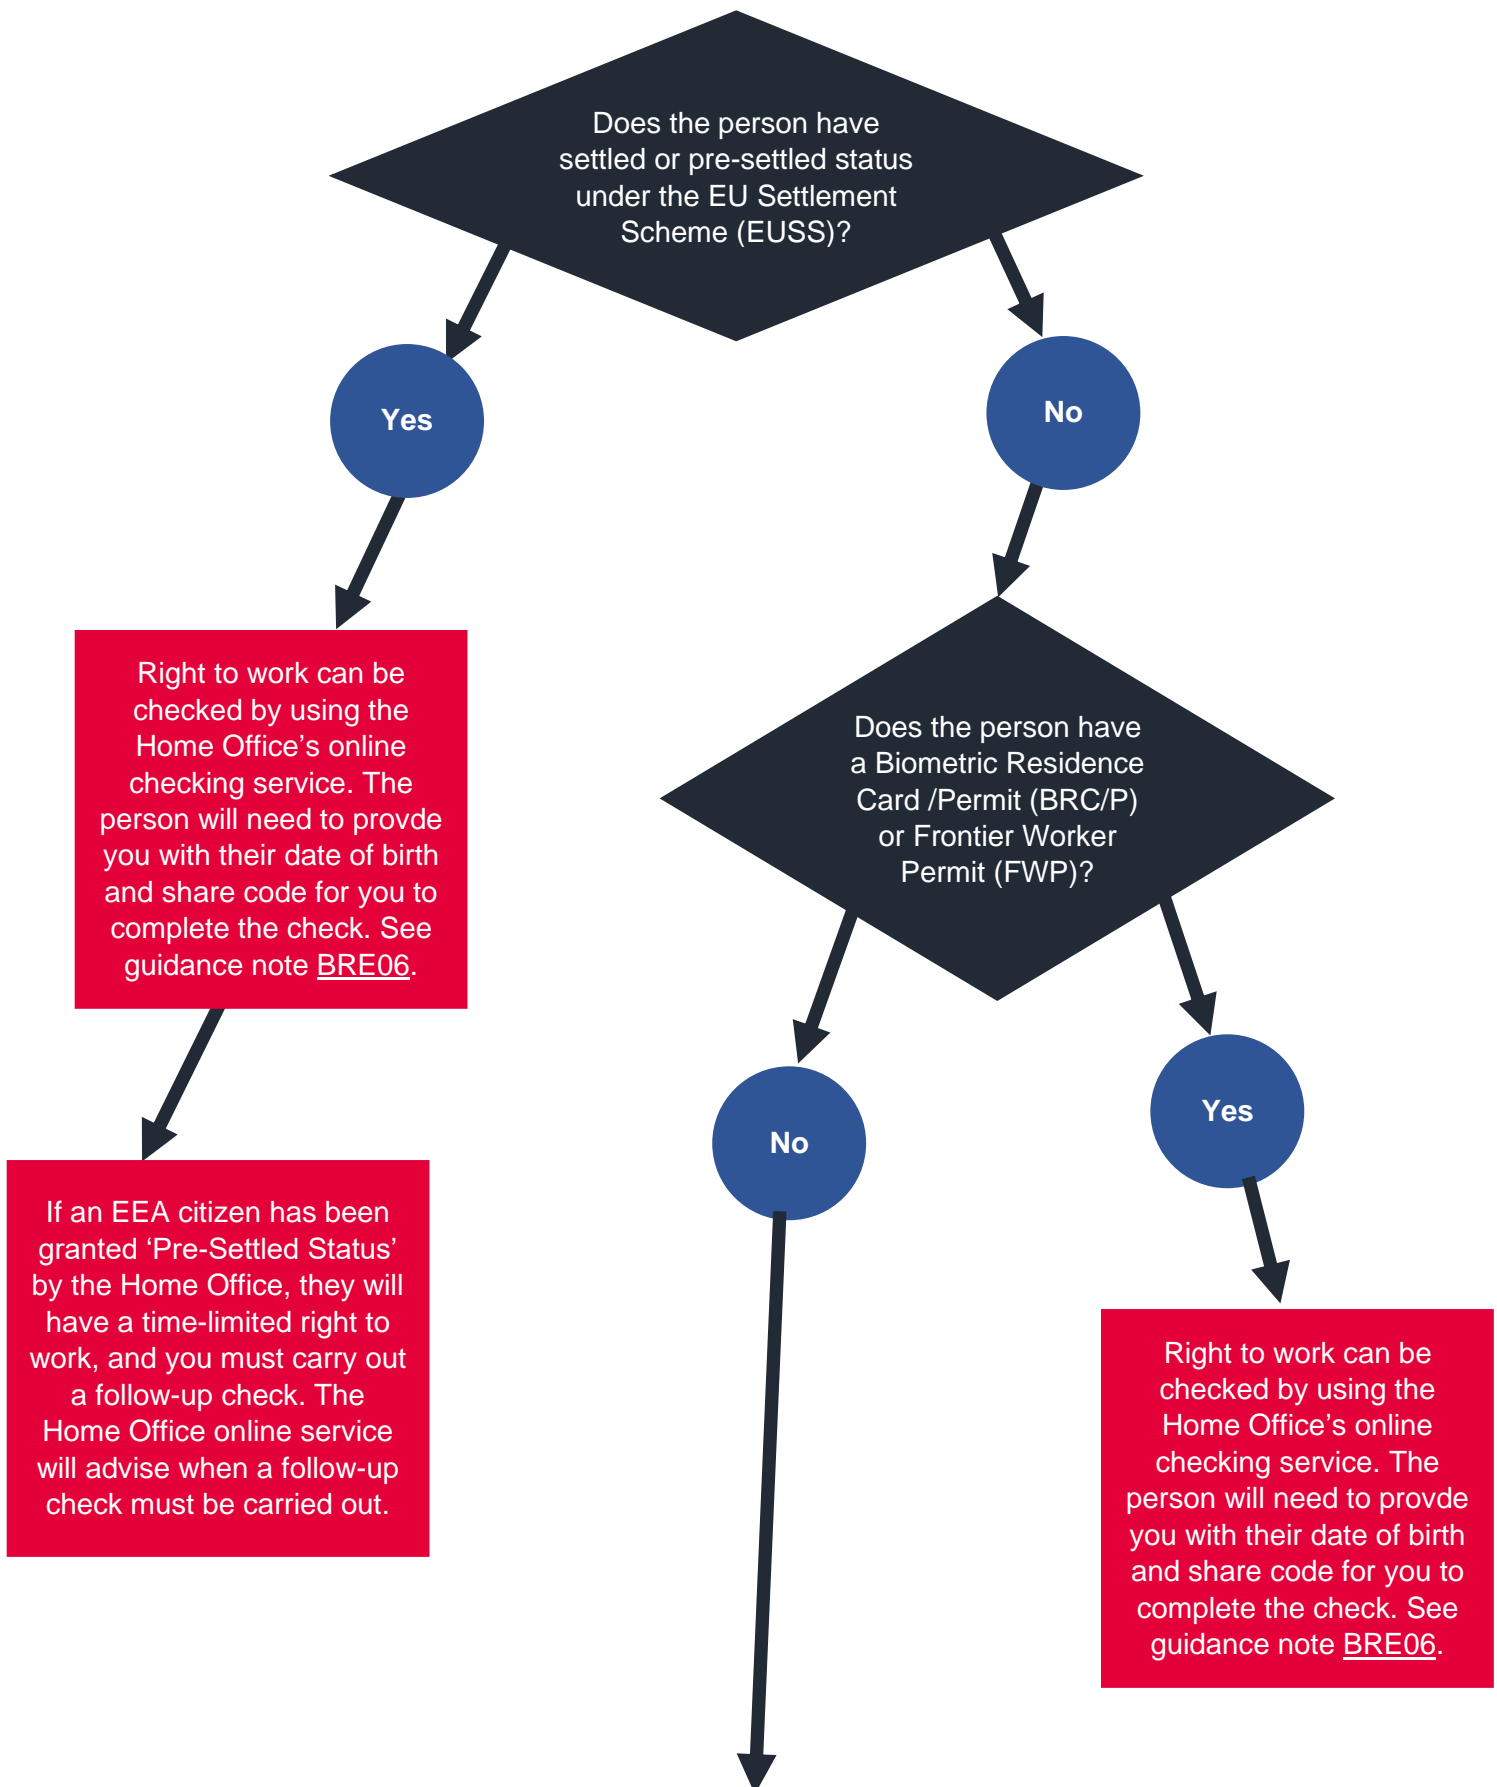 Does the person have
settled or pre-settled status
under the EU Settlement
Scheme (EUSS)?
Yes
No
Right to work can be
checked by using the
Home Office’s online
checking service. The
person will need to provde
you with their date of birth
and share code for you to
complete the check. See
guidance note BRE06.
Does the person have
a Biometric Residence
Card /Permit (BRC/P)
or Frontier Worker
Permit (FWP)?
No
Yes
If an EEA citizen has been
granted ‘Pre-Settled Status’
by the Home Office, they will
have a time-limited right to
work, and you must carry out
a follow-up check. The
Home Office online service
will advise when a follow-up
check must be carried out.
Right to work can be
checked by using the
Home Office’s online
checking service. The
person will need to provde
you with their date of birth
and share code for you to
complete the check. See
guidance note BRE06.